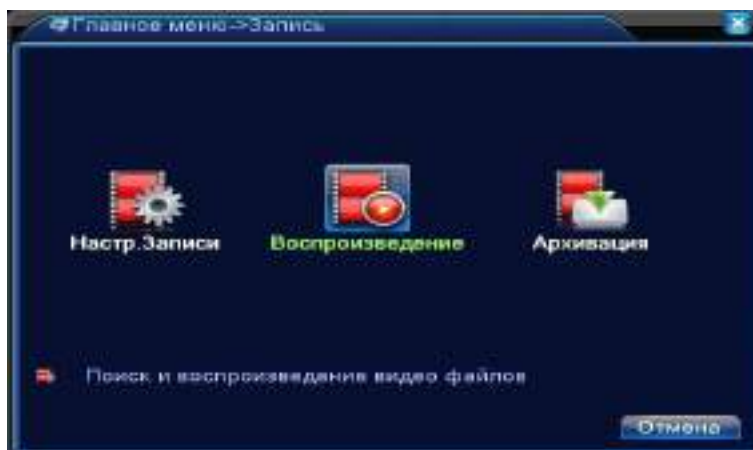 Главное меню->Запись
Настр.Записи Воспроизведение Архивация
Поиск и воспроизведение видео файлов
Отмена